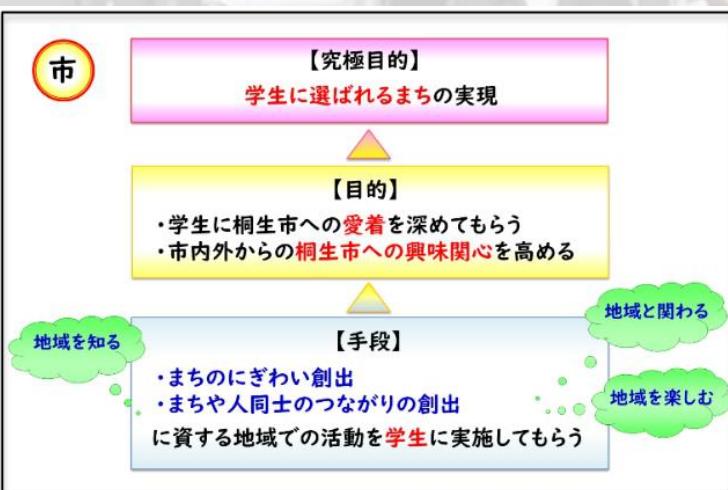 市
【究極目的】
学生に選ばれるまちの実現
【目的】
・学生に桐生市への愛着を深めてもらう
・市内外からの桐生市への興味関心を高める
地域と関わる
地域を知る
【手段】
・まちのにぎわい創出
・まちや人同士のつながりの創出
地域を楽しむ
に資する地域での活動を学生に実施してもらう